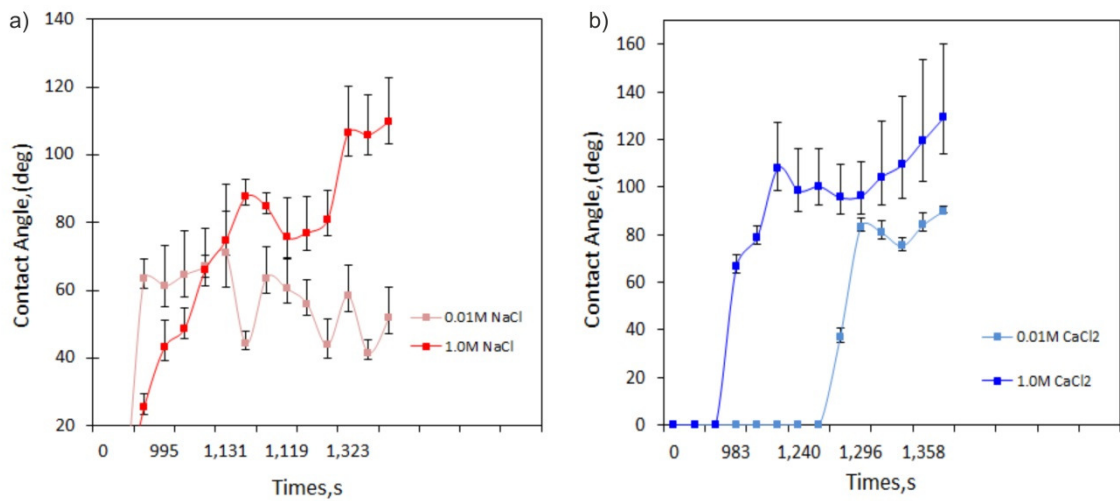 a)
140
120
100
80
60
40
20
Contact Angle,(deg)
0.01M NaCl
1.0M NaCl
0 995 1,131 1,119 1,323
Times,s
b)
160
140
120
100
80
60
40
20
0
Contact Angle,(deg)
0.01M CaCl2
1.0M CaCl2
0 983 1,240 1,296 1,358
Times,s